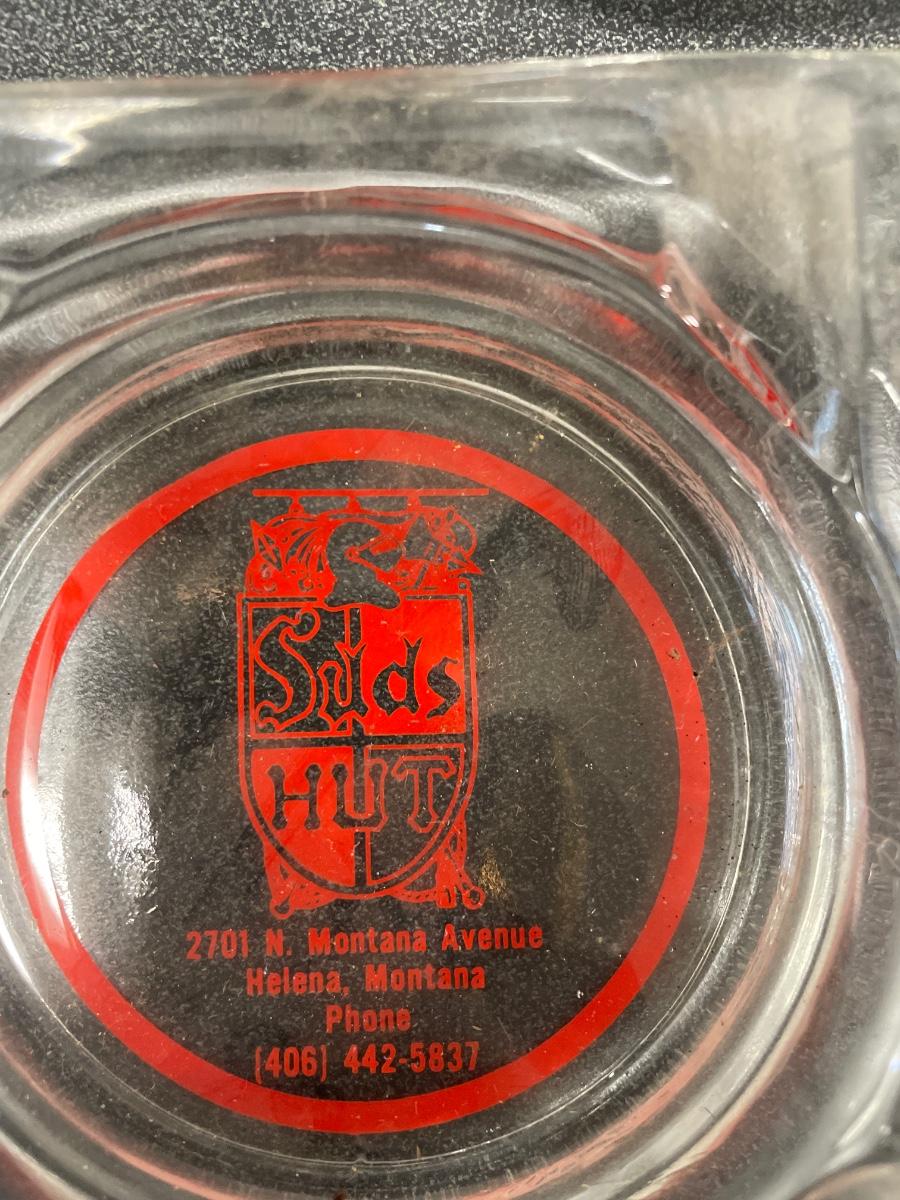 Suds
HUT
2701 N. Montana Avenue
Helena, Montana
Phone
(406) 442-5837